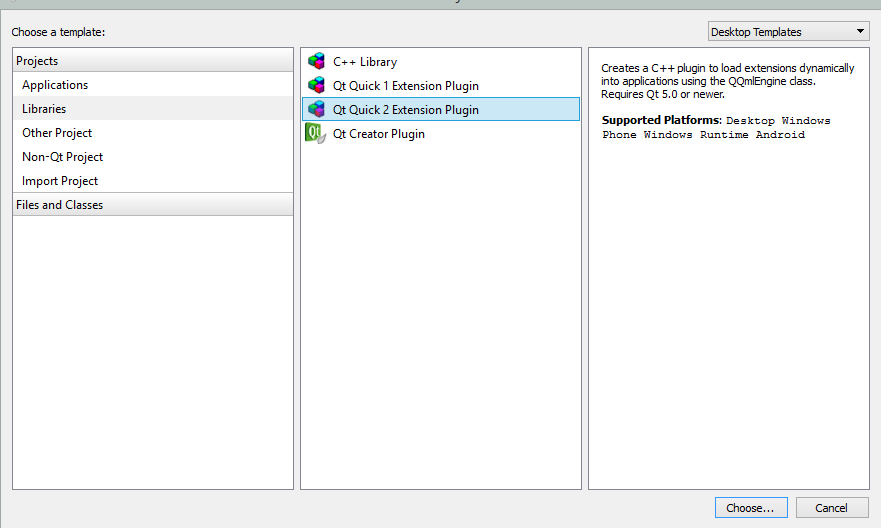 Choose a template:
Desktop Templates
Projects
Applications
Libraries
Other Project
Non-Qt Project
Import Project
Files and Classes
C++ Library
Qt Quick 1 Extension Plugin
Qt Quick 2 Extension Plugin
Qt Creator Plugin
Creates a C++ plugin to load extensions dynamically
into applications using the QQmlEngine class.
Requires Qt 5.0 or newer.
Supported Platforms: Desktop Windows
Phone Windows Runtime Android
Choose...
Cancel